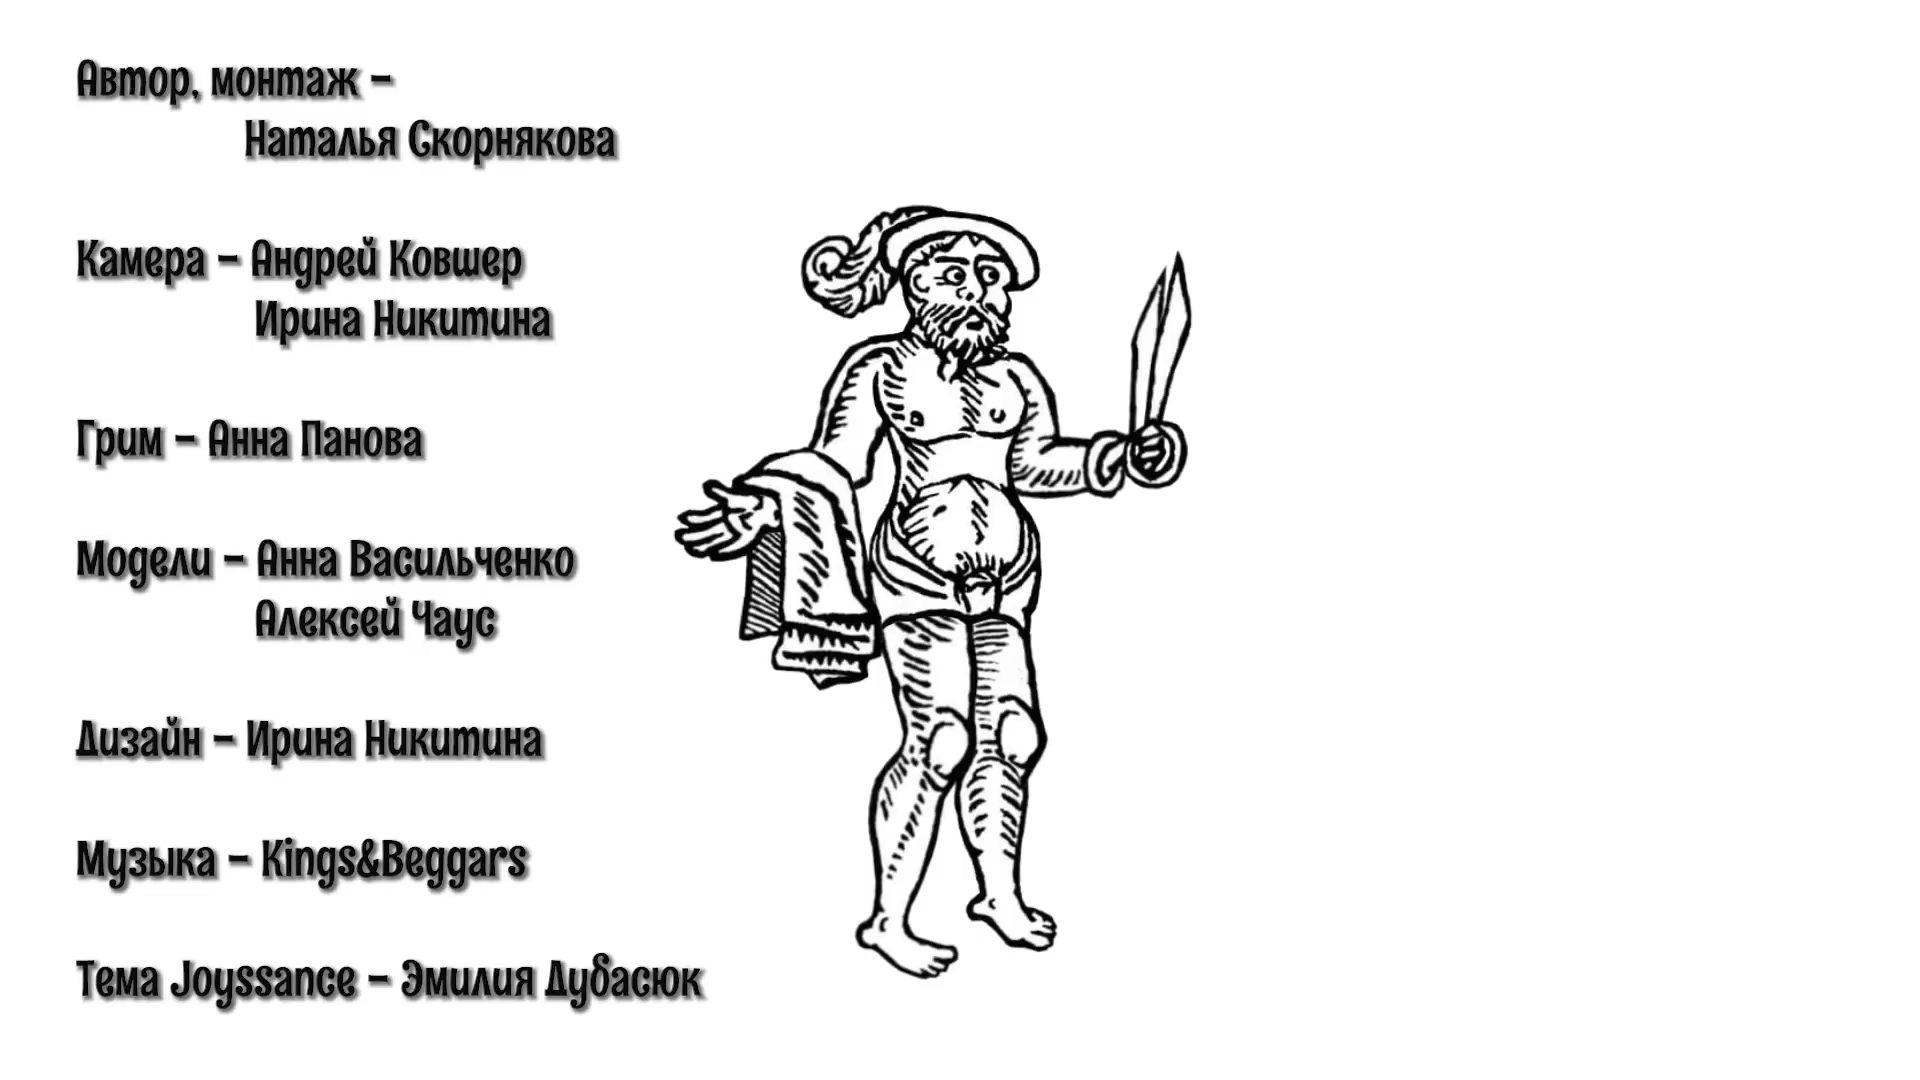 Автор, монтаж –
Наталья Скорнякова
Камера – Андрей Ковшер
Ирина Никитина
Грим – Анна Панова
Модели – Анна Васильченко
Алексей Чаус
Дизайн – Ирина Никитина
Музыка – Kings&Beggars
Тема Joyssance – Эмилия Дубасюк